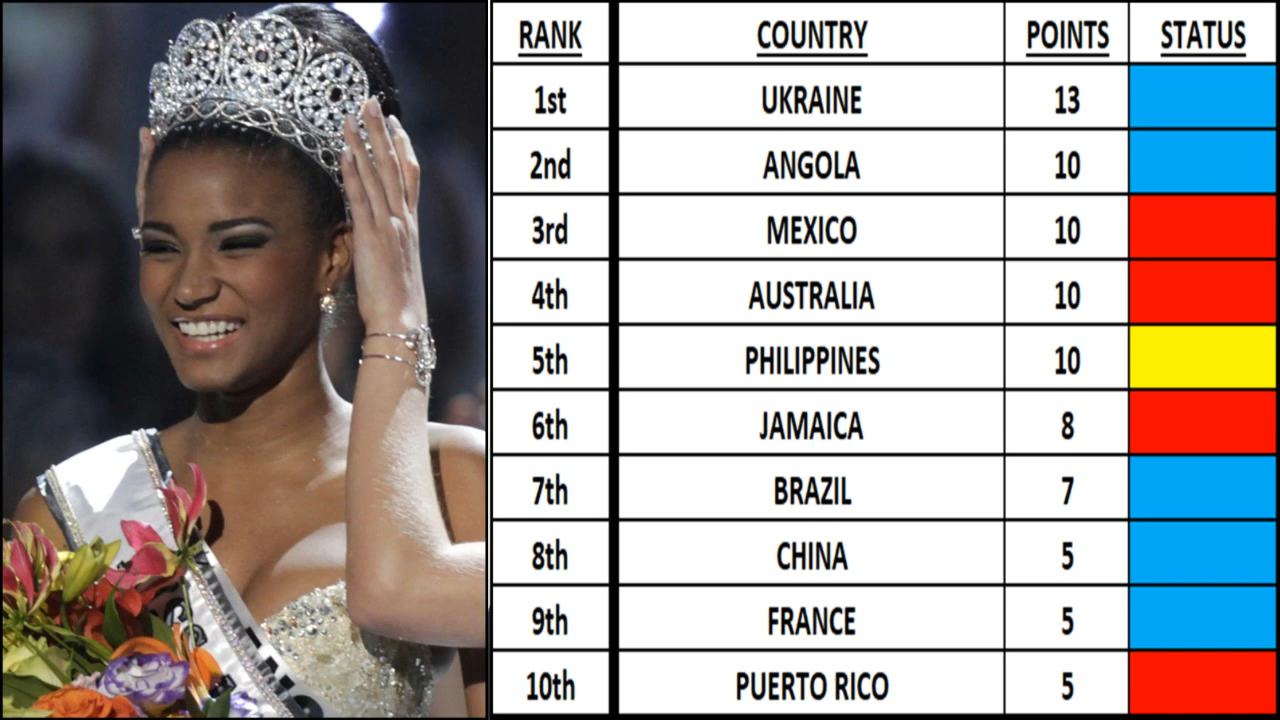 RANK COUNTRY POINTS STATUS
1st UKRAINE 13
2nd ANGOLA 10
3rd MEXICO 10
4th AUSTRALIA 10
5th PHILIPPINES 10
6th JAMAICA 8
7th BRAZIL 7
8th CHINA 5
9th FRANCE 5
10th PUERTO RICO 5